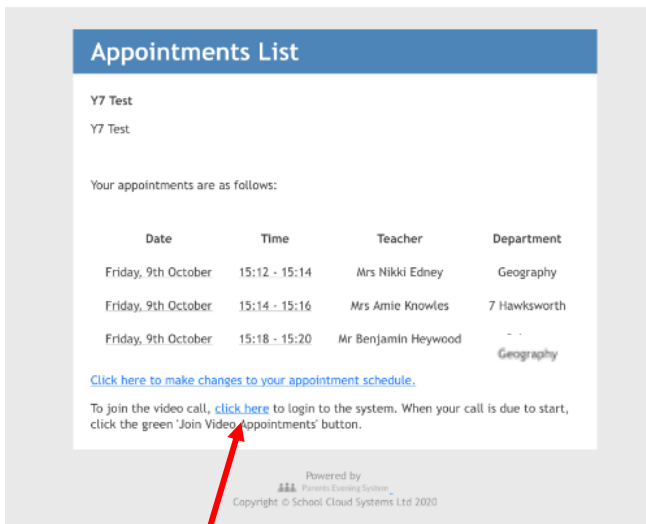 Appointments List
Y7 Test
Y7 Test
Your appointments are as follows:
Date Time Teacher Department
Friday, 9th October 15:12 - 15:14 Mrs Nikki Edney Geography
Friday, 9th October 15:14 - 15:16 Mrs Amie Knowles 7 Hawksworth
Friday, 9th October 15:18 - 15:20 Mr Benjamin Heywood
Geography
Click here to make changes to your appointment schedule.
To join the video call, click here to login to the system. When your call is due to start,
click the green 'Join Video Appointments' button.
Powered by
Parents Evening System
Copyright © School Cloud Systems Ltd 2020